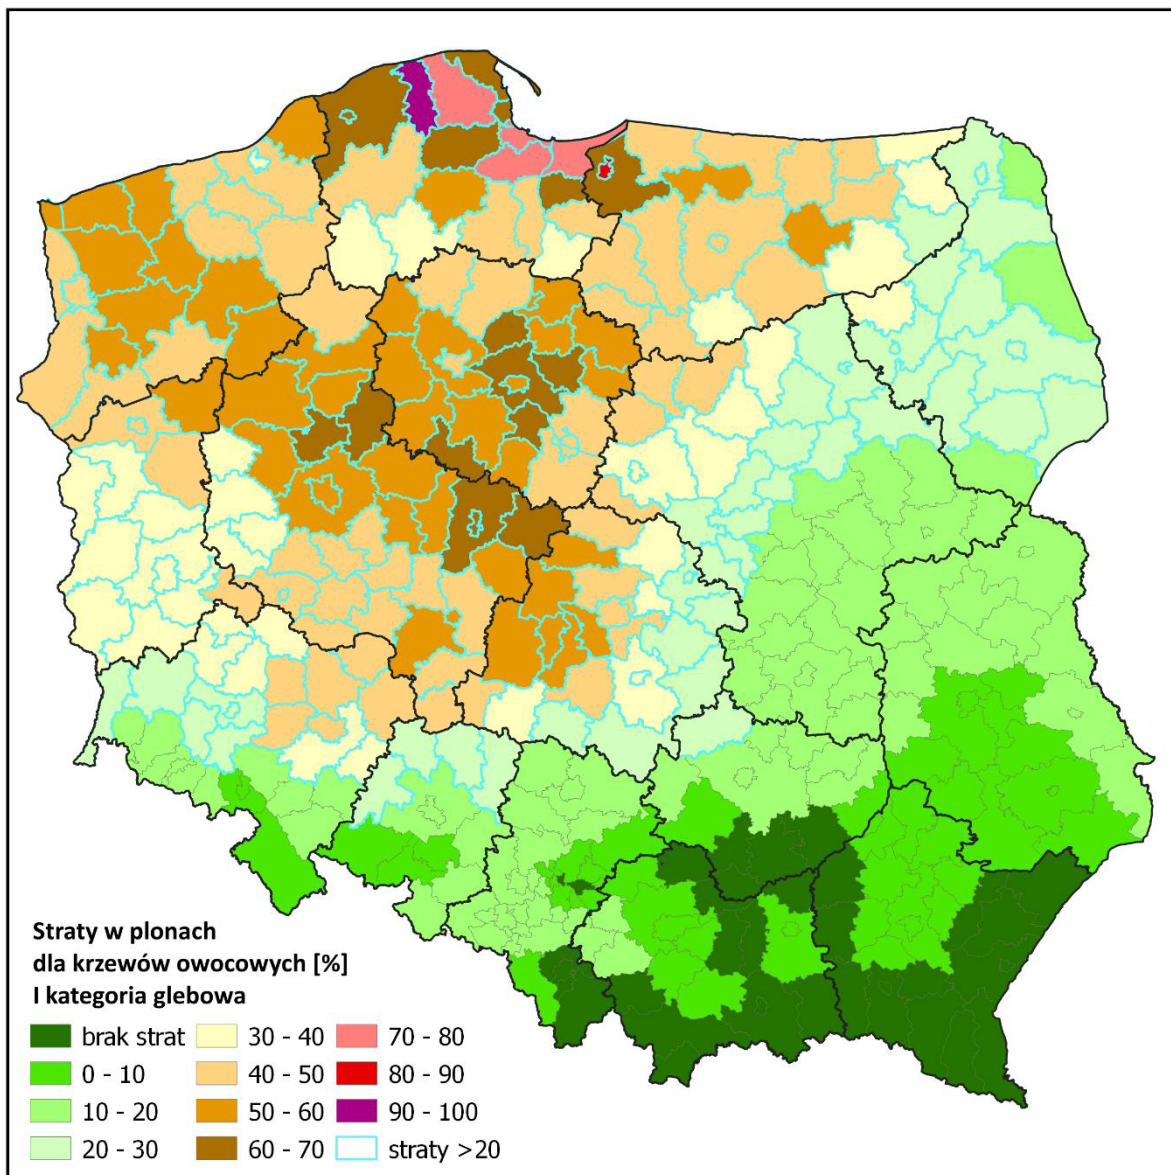 Straty w plonach
dla krzewów owocowych [%]
I kategoria glebowa
brak strat
0 - 10
10 - 20
20 - 30
30 - 40
40 - 50
50 - 60
60 - 70
70 - 80
80 - 90
90 - 100
straty >20